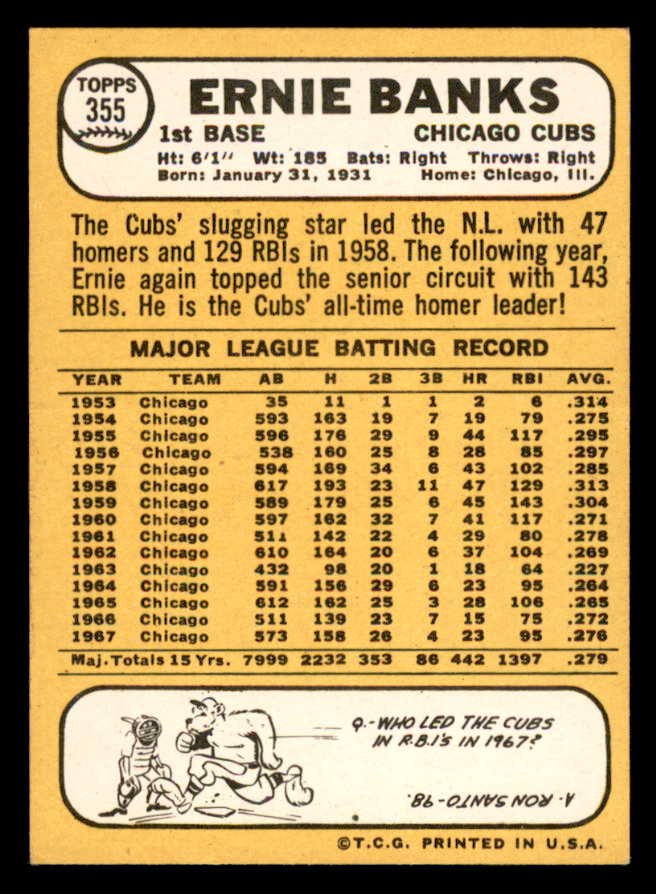 TOPPS
355
ERNIE BANKS
1st BASE CHICAGO CUBS
Ht: 6'1" Wt: 185 Bats: Right Throws: Right
Born: January 31, 1931 Home: Chicago, Ill.
The Cubs' slugging star led the N.L. with 47
homers and 129 RBIs in 1958. The following year,
Ernie again topped the senior circuit with 143
RBIs. He is the Cubs' all-time homer leader!
MAJOR LEAGUE BATTING RECORD
YEAR TEAM AB H 2B 3B HR RBI AVG.
1953 Chicago 35 11 1 1 2 6 .314
1954 Chicago 593 163 19 7 19 79 .275
1955 Chicago 596 176 29 9 44 117 .295
1956 Chicago 538 160 25 8 28 85 .297
1957 Chicago 594 169 34 6 43 102 .285
1958 Chicago 617 193 23 11 47 129 .313
1959 Chicago 589 179 25 6 45 143 .304
1960 Chicago 597 162 32 7 41 117 .271
1961 Chicago 511 142 22 4 29 80 .278
1962 Chicago 610 164 20 6 37 104 .269
1963 Chicago 432 98 20 1 18 64 .227
1964 Chicago 591 156 29 6 23 95 .264
1965 Chicago 612 162 25 3 28 106 .265
1966 Chicago 511 139 23 7 15 75 .272
1967 Chicago 573 158 26 4 23 95 .276
Maj. Totals 15 Yrs. 7999 2232 353 86 442 1397 .279
Q.-WHO LED THE CUBS
IN R.B.I'S IN 1967?
A- RON SANTO-98.
©T.C.G. PRINTED IN U.S.A.